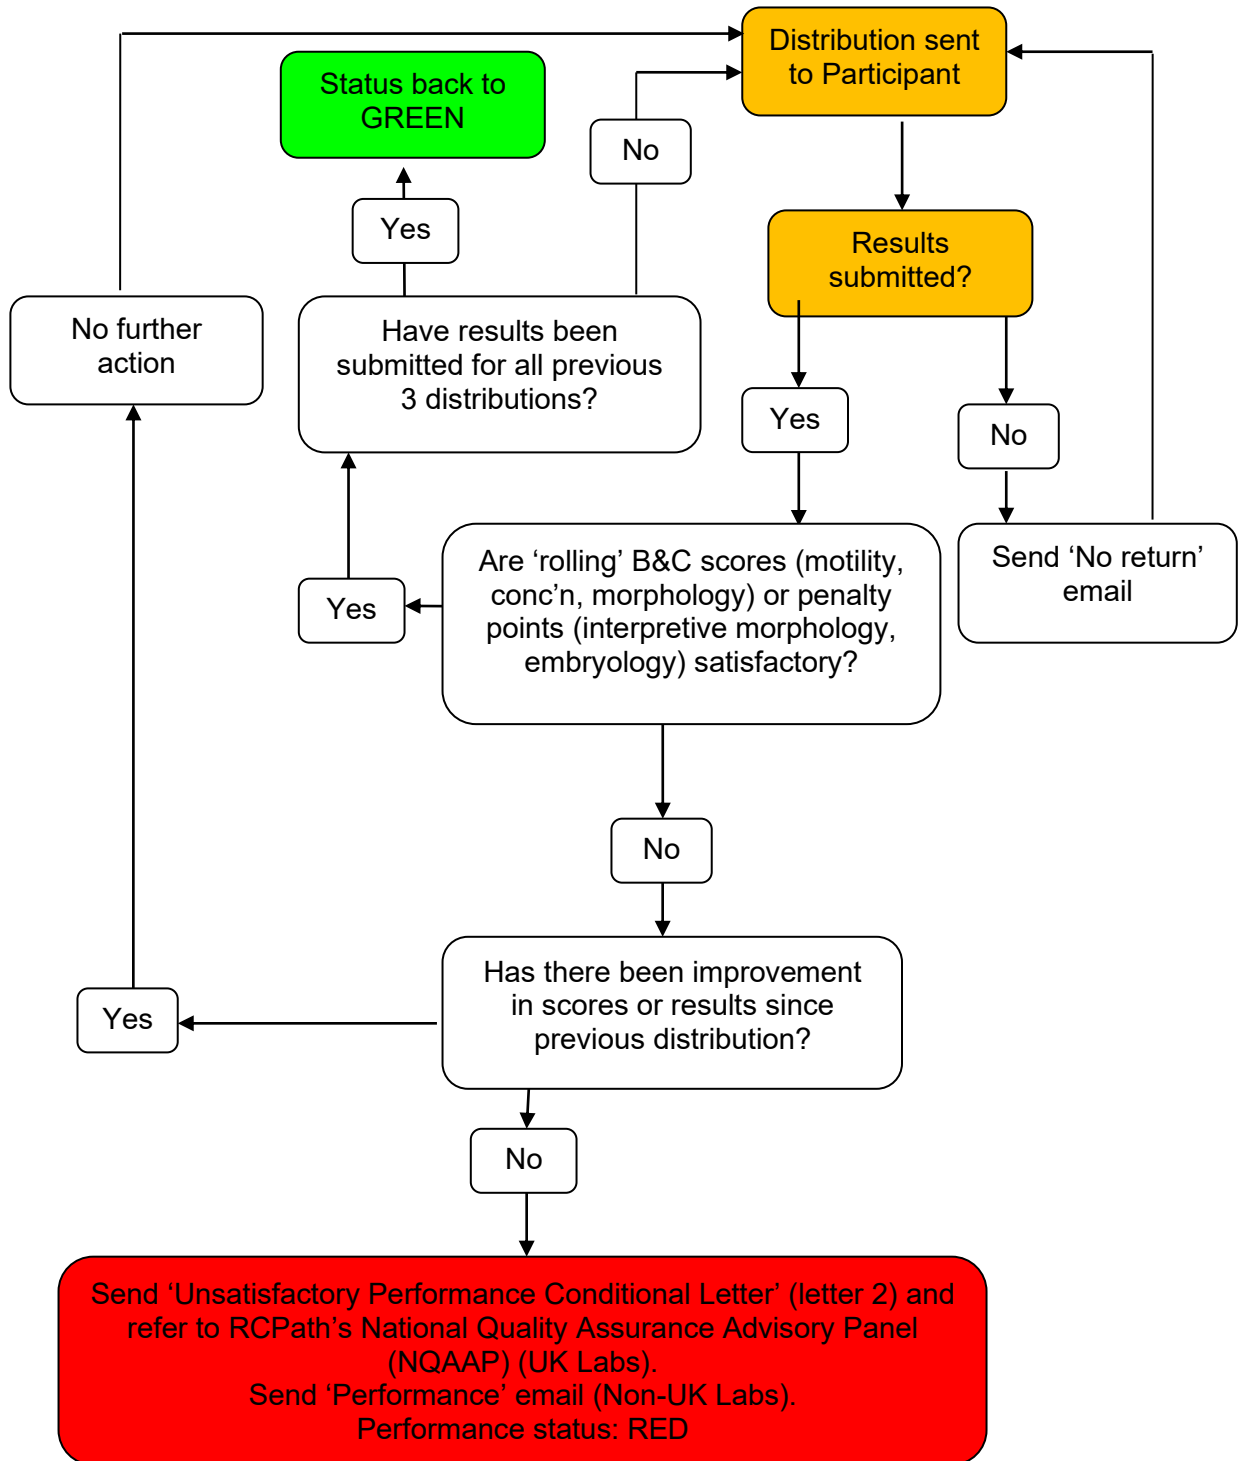 Distribution sent
to Participant
Status back to
GREEN
No
Yes
Results
submitted?
No further
action
Have results been
submitted for all previous
3 distributions?
Yes
No
Are ‘rolling’ B&C scores (motility,
conc’n, morphology) or penalty
points (interpretive morphology,
embryology) satisfactory?
Send ‘No return’
email
Yes
No
Has there been improvement
in scores or results since
previous distribution?
Yes
No
Send ‘Unsatisfactory Performance Conditional Letter’ (letter 2) and
refer to RCPath’s National Quality Assurance Advisory Panel
(NQAAP) (UK Labs).
Send ‘Performance’ email (Non-UK Labs).
Performance status: RED